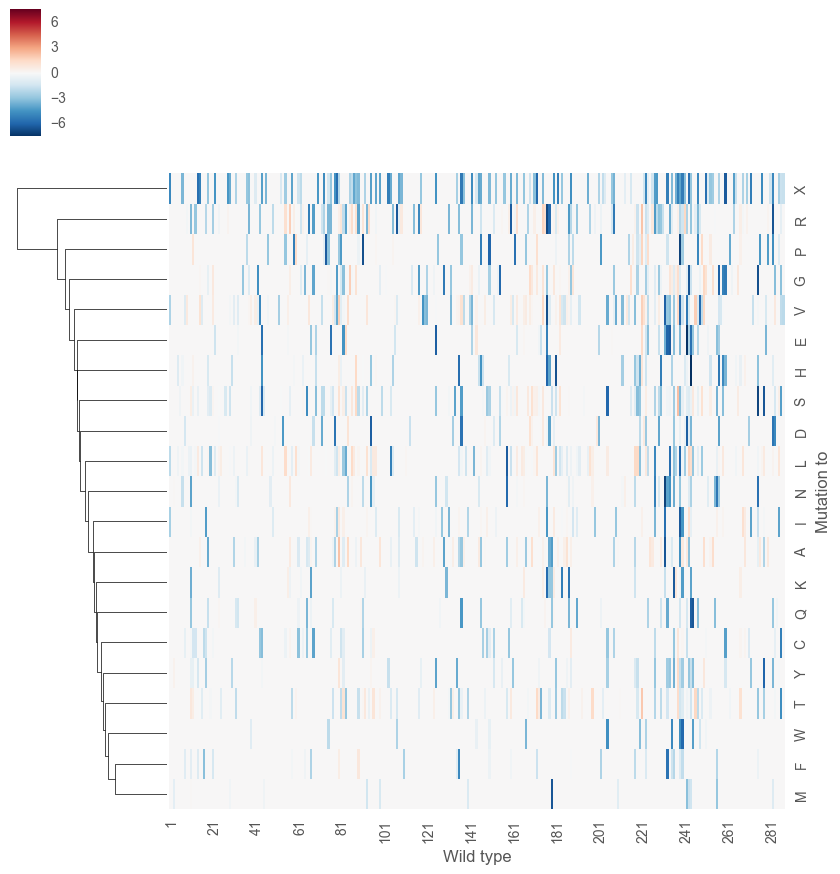 6
3
0
−3
−6
X
R
P
G
V
E
H
S
D
L
N
I
A
K
Q
C
Y
T
W
F
M
Mutation to
1
21
41
61
81
101
121
141
161
181
201
221
241
261
281
Wild type